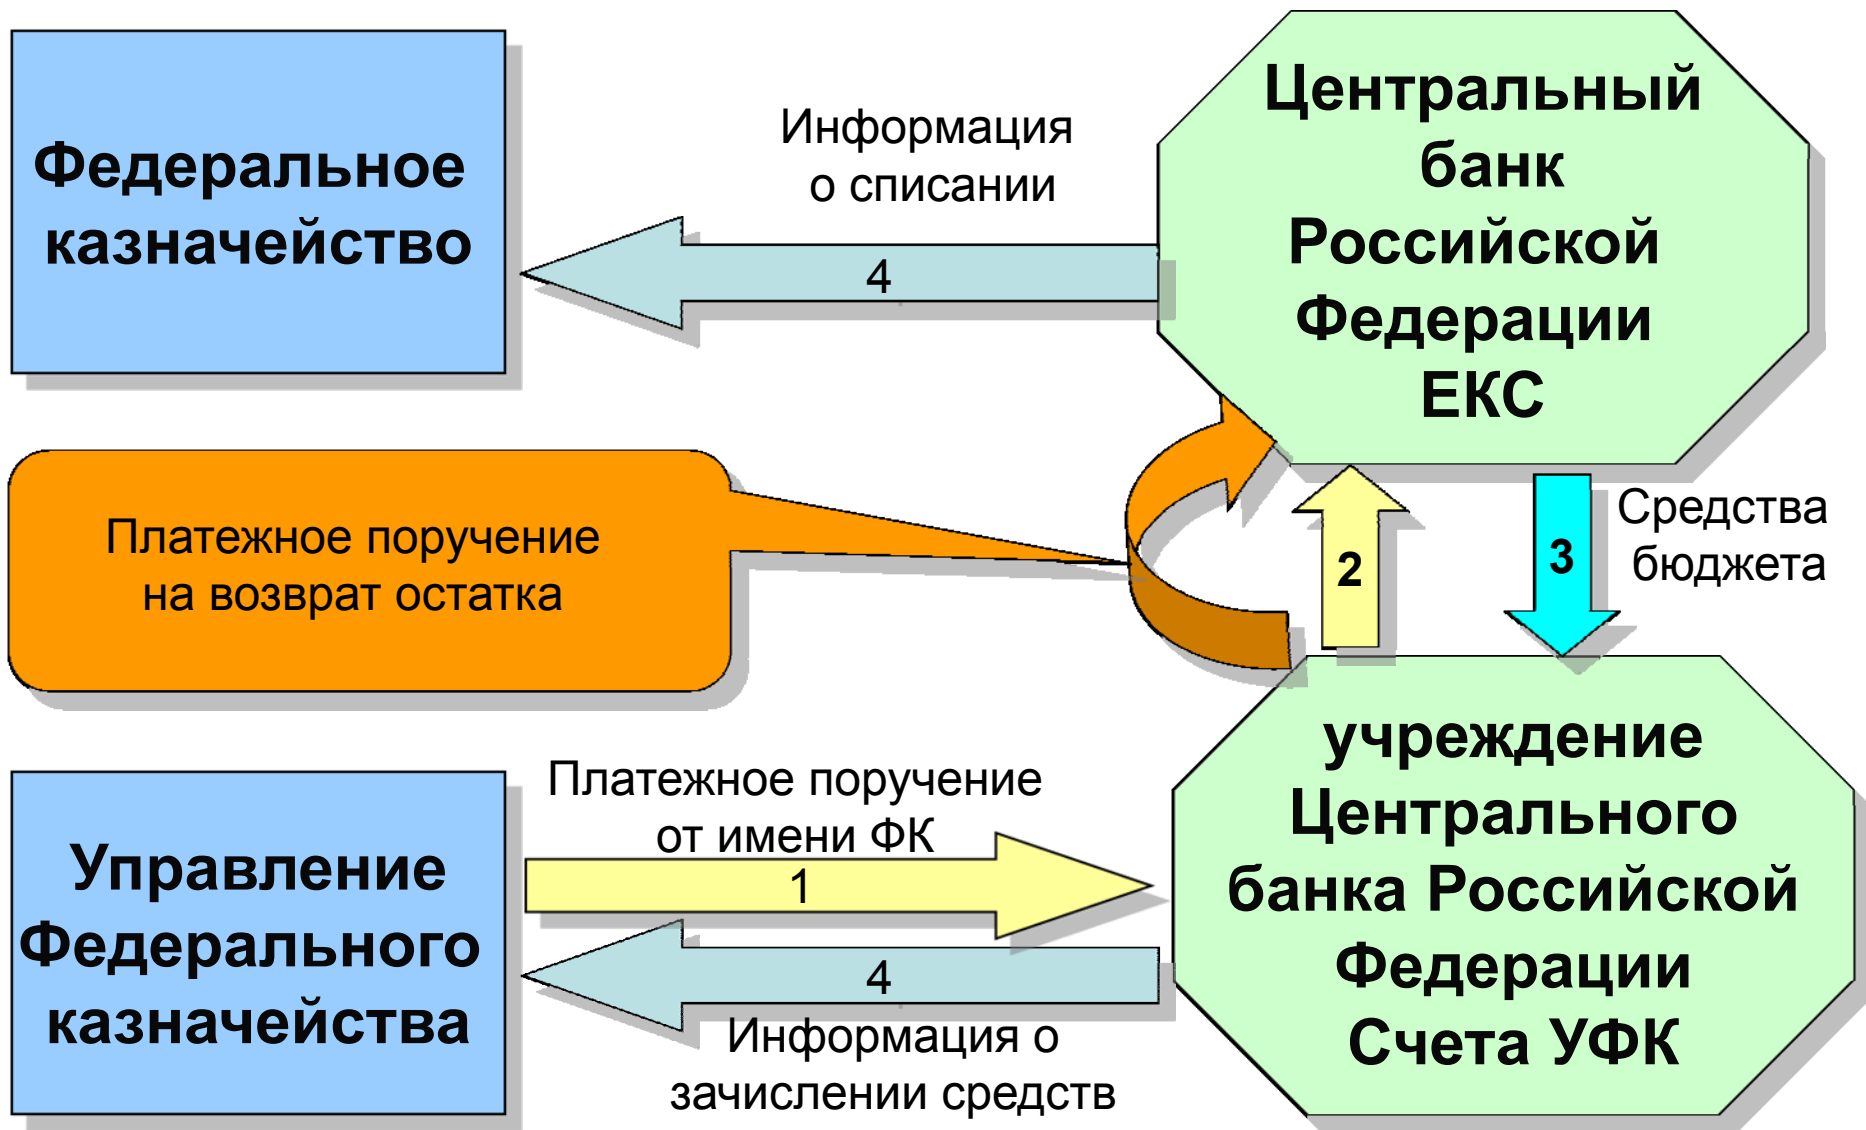 Федеральное
казначейство
Информация
о списании
4
Центральный
банк
Российской
Федерации
ЕКС
Платежное поручение
на возврат остатка
2
3
Средства
бюджета
Управление
Федерального
казначейства
Платежное поручение
от имени ФК
1
4
Информация о
зачислении средств
учреждение
Центрального
банка Российской
Федерации
Счета УФК